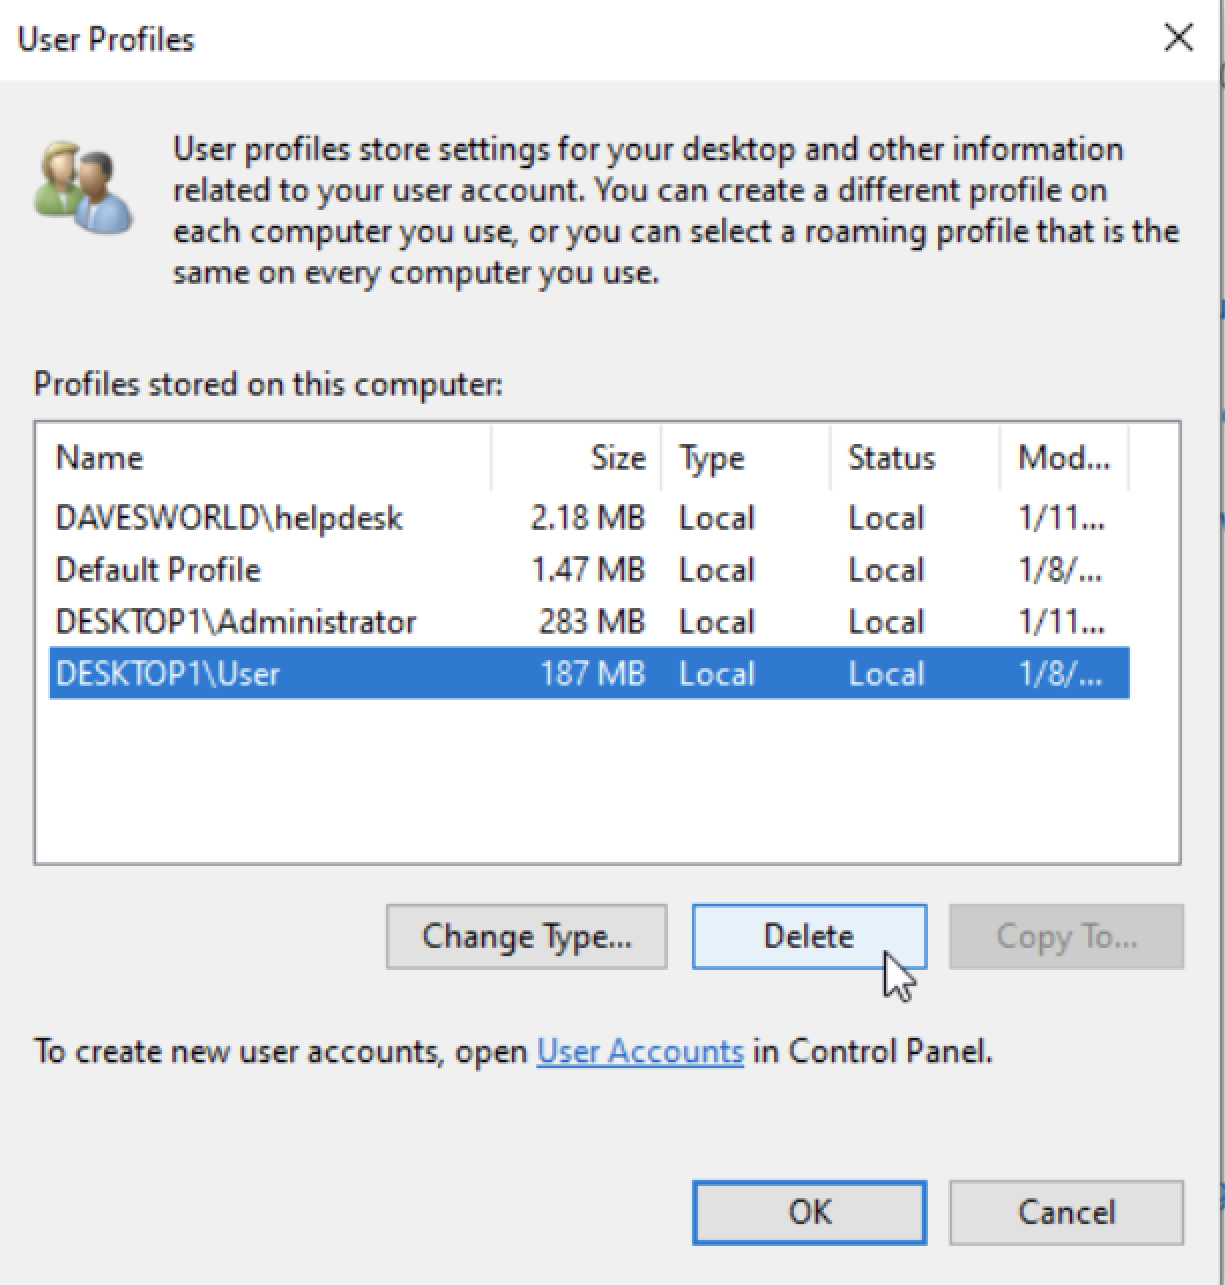 User Profiles
User profiles store settings for your desktop and other information
related to your user account. You can create a different profile on
each computer you use, or you can select a roaming profile that is the
same on every computer you use.
Profiles stored on this computer:
Name Size Type Status Mod...
DAVESWORLD\helpdesk 2.18 MB Local Local 1/11...
Default Profile 1.47 MB Local Local 1/8/...
DESKTOP1\Administrator 283 MB Local Local 1/11...
DESKTOP1\User 187 MB Local Local 1/8/...
Change Type... Delete Copy To...
To create new user accounts, open User Accounts in Control Panel.
OK Cancel